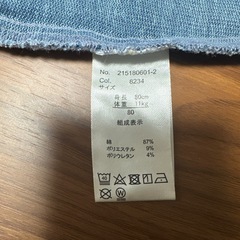 No. 215180601-2
Col. 8234
サイズ
身長 80cm
体重 11kg
80
組成表示
綿 87%
ポリエステル 9%
ポリウレタン 4%